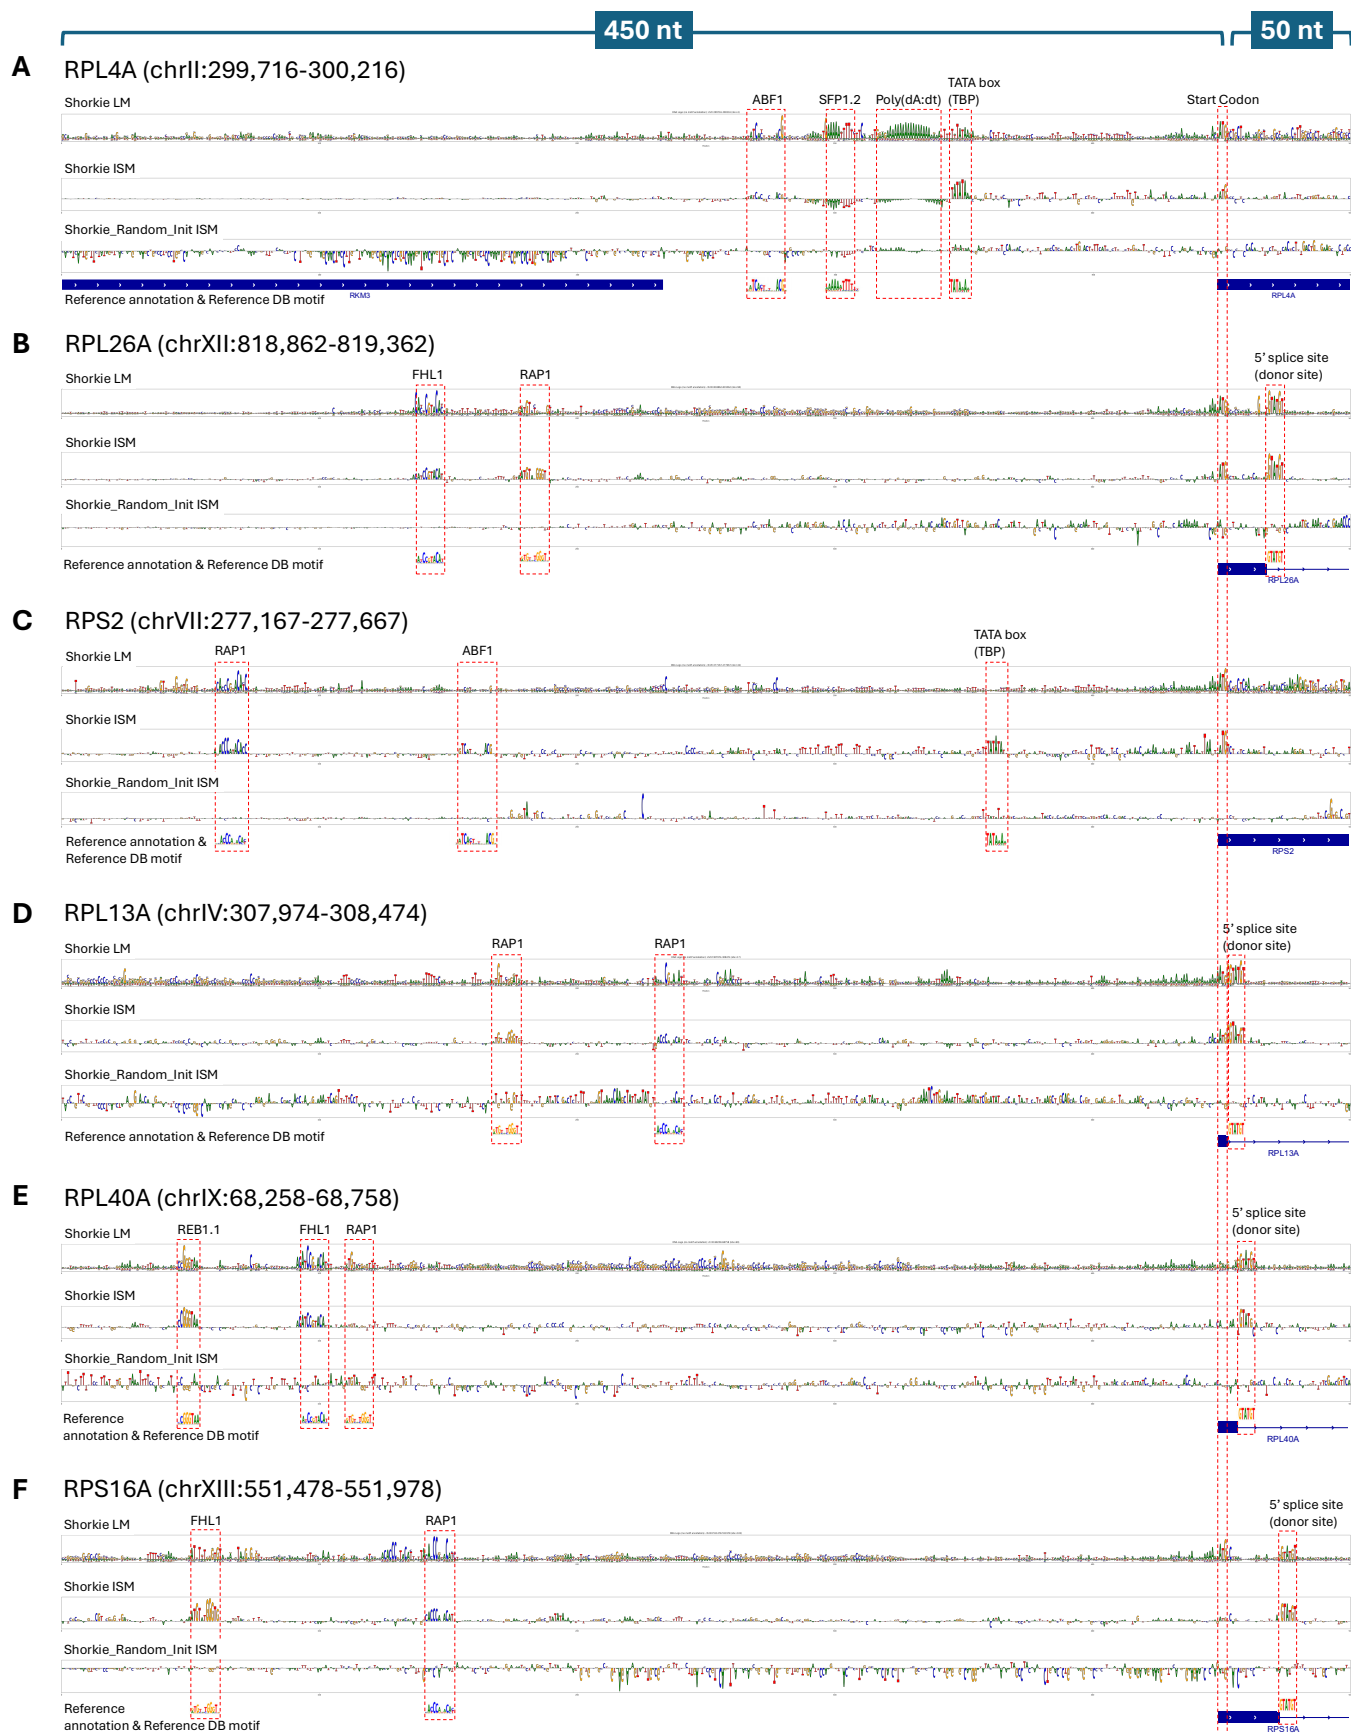 450 nt
50 nt
A
RPL4A (chrII:299,716-300,216)
TATA box
(TBP)
Shorkie LM
ABF1
SFP1.2
Poly(dA:dt)
Start Codon
Shorkie ISM
Shorkie_Random_Init ISM
RKM3
RPL4A
Reference annotation & Reference DB motif
B
RPL26A (chrXII:818,862-819,362)
5' splice site
(donor site)
Shorkie LM
FHL1
RAP1
Shorkie ISM
Shorkie_Random_Init ISM
Reference annotation & Reference DB motif
RPL26A
C
RPS2 (chrVII:277,167-277,667)
TATA box
(TBP)
Shorkie LM
RAP1
ABF1
Shorkie ISM
Shorkie_Random_Init ISM
Reference annotation &
Reference DB motif
RPS2
D
RPL13A (chrIV:307,974-308,474)
5' splice site
(donor site)
Shorkie LM
RAP1
RAP1
Shorkie ISM
Shorkie_Random_Init ISM
Reference annotation & Reference DB motif
RPL13A
E
RPL40A (chrIX:68,258-68,758)
5' splice site
(donor site)
Shorkie LM
REB1.1
FHL1
RAP1
Shorkie ISM
Shorkie_Random_Init ISM
Reference
annotation & Reference DB motif
RPL40A
F
RPS16A (chrXIII:551,478-551,978)
5' splice site
(donor site)
Shorkie LM
FHL1
RAP1
Shorkie ISM
Shorkie_Random_Init ISM
Reference
annotation & Reference DB motif
RPS16A